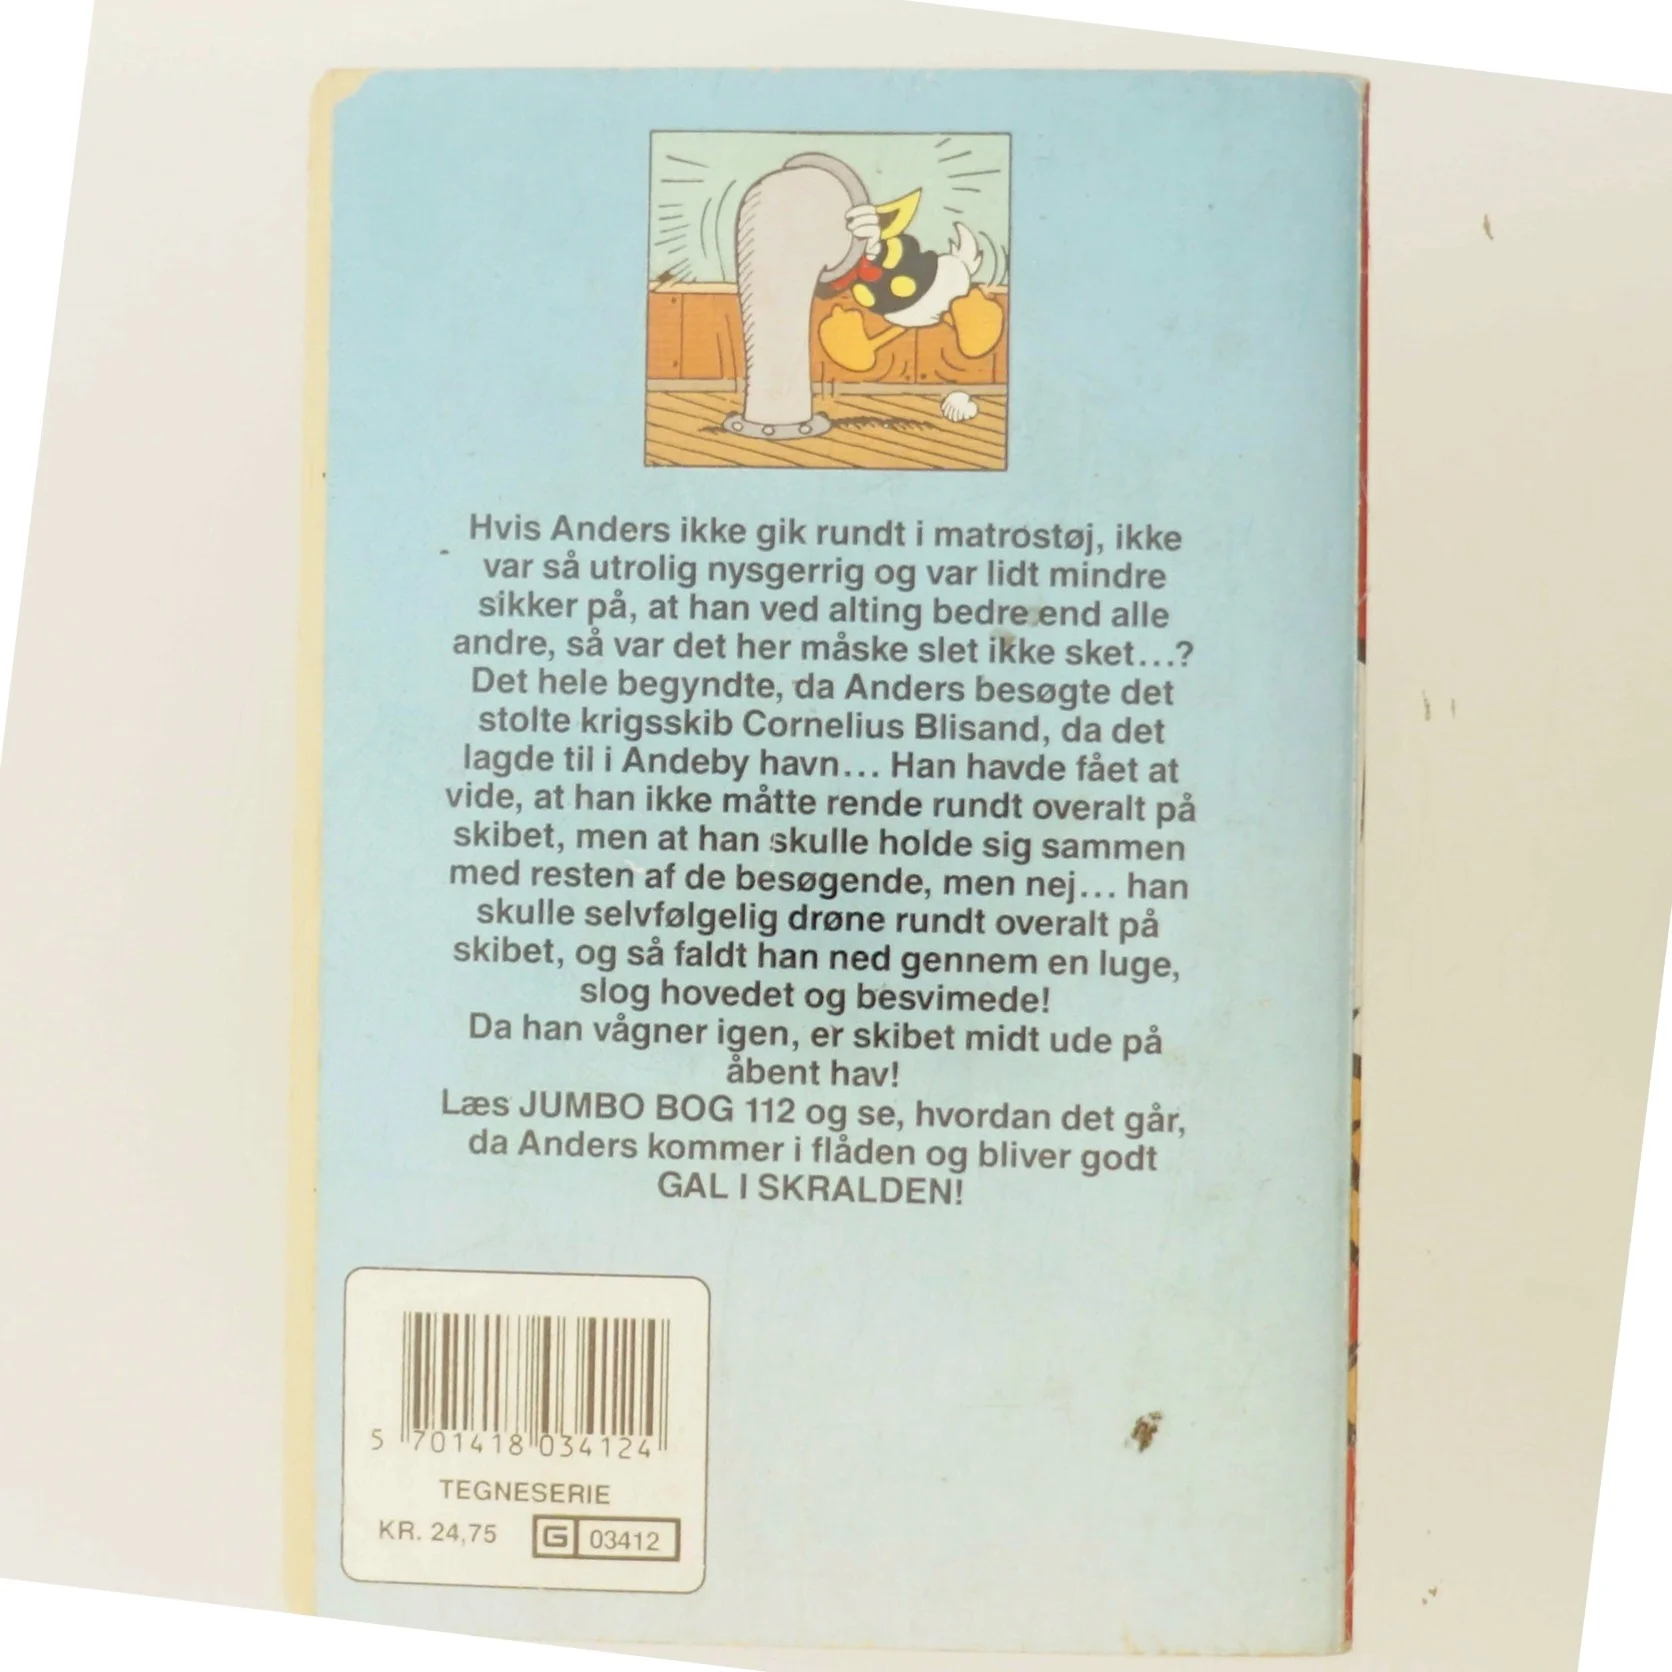 Hvis Anders ikke gik rundt i matrostøj, ikke
var så utrolig nysgerrig og var lidt mindre
sikker på, at han ved alting bedre end alle
andre, så var det her måske slet ikke sket...?
Det hele begyndte, da Anders besøgte det
stolte krigsskib Cornelius Blisand, da det
lagde til i Andeby havn... Han havde fået at
vide, at han ikke måtte rende rundt overalt på
skibet, men at han skulle holde sig sammen
med resten af de besøgende, men nej... han
skulle selvfølgelig drøne rundt overalt på
skibet, og så faldt han ned gennem en luge,
slog hovedet og besvimede!
Da han vågner igen, er skibet midt ude på
åbent hav!
Læs JUMBO BOG 112 og se, hvordan det går,
da Anders kommer i flåden og bliver godt
GAL I SKRALDEN!
5 701418 034124
TEGNESERIE
KR. 24,75 G 03412